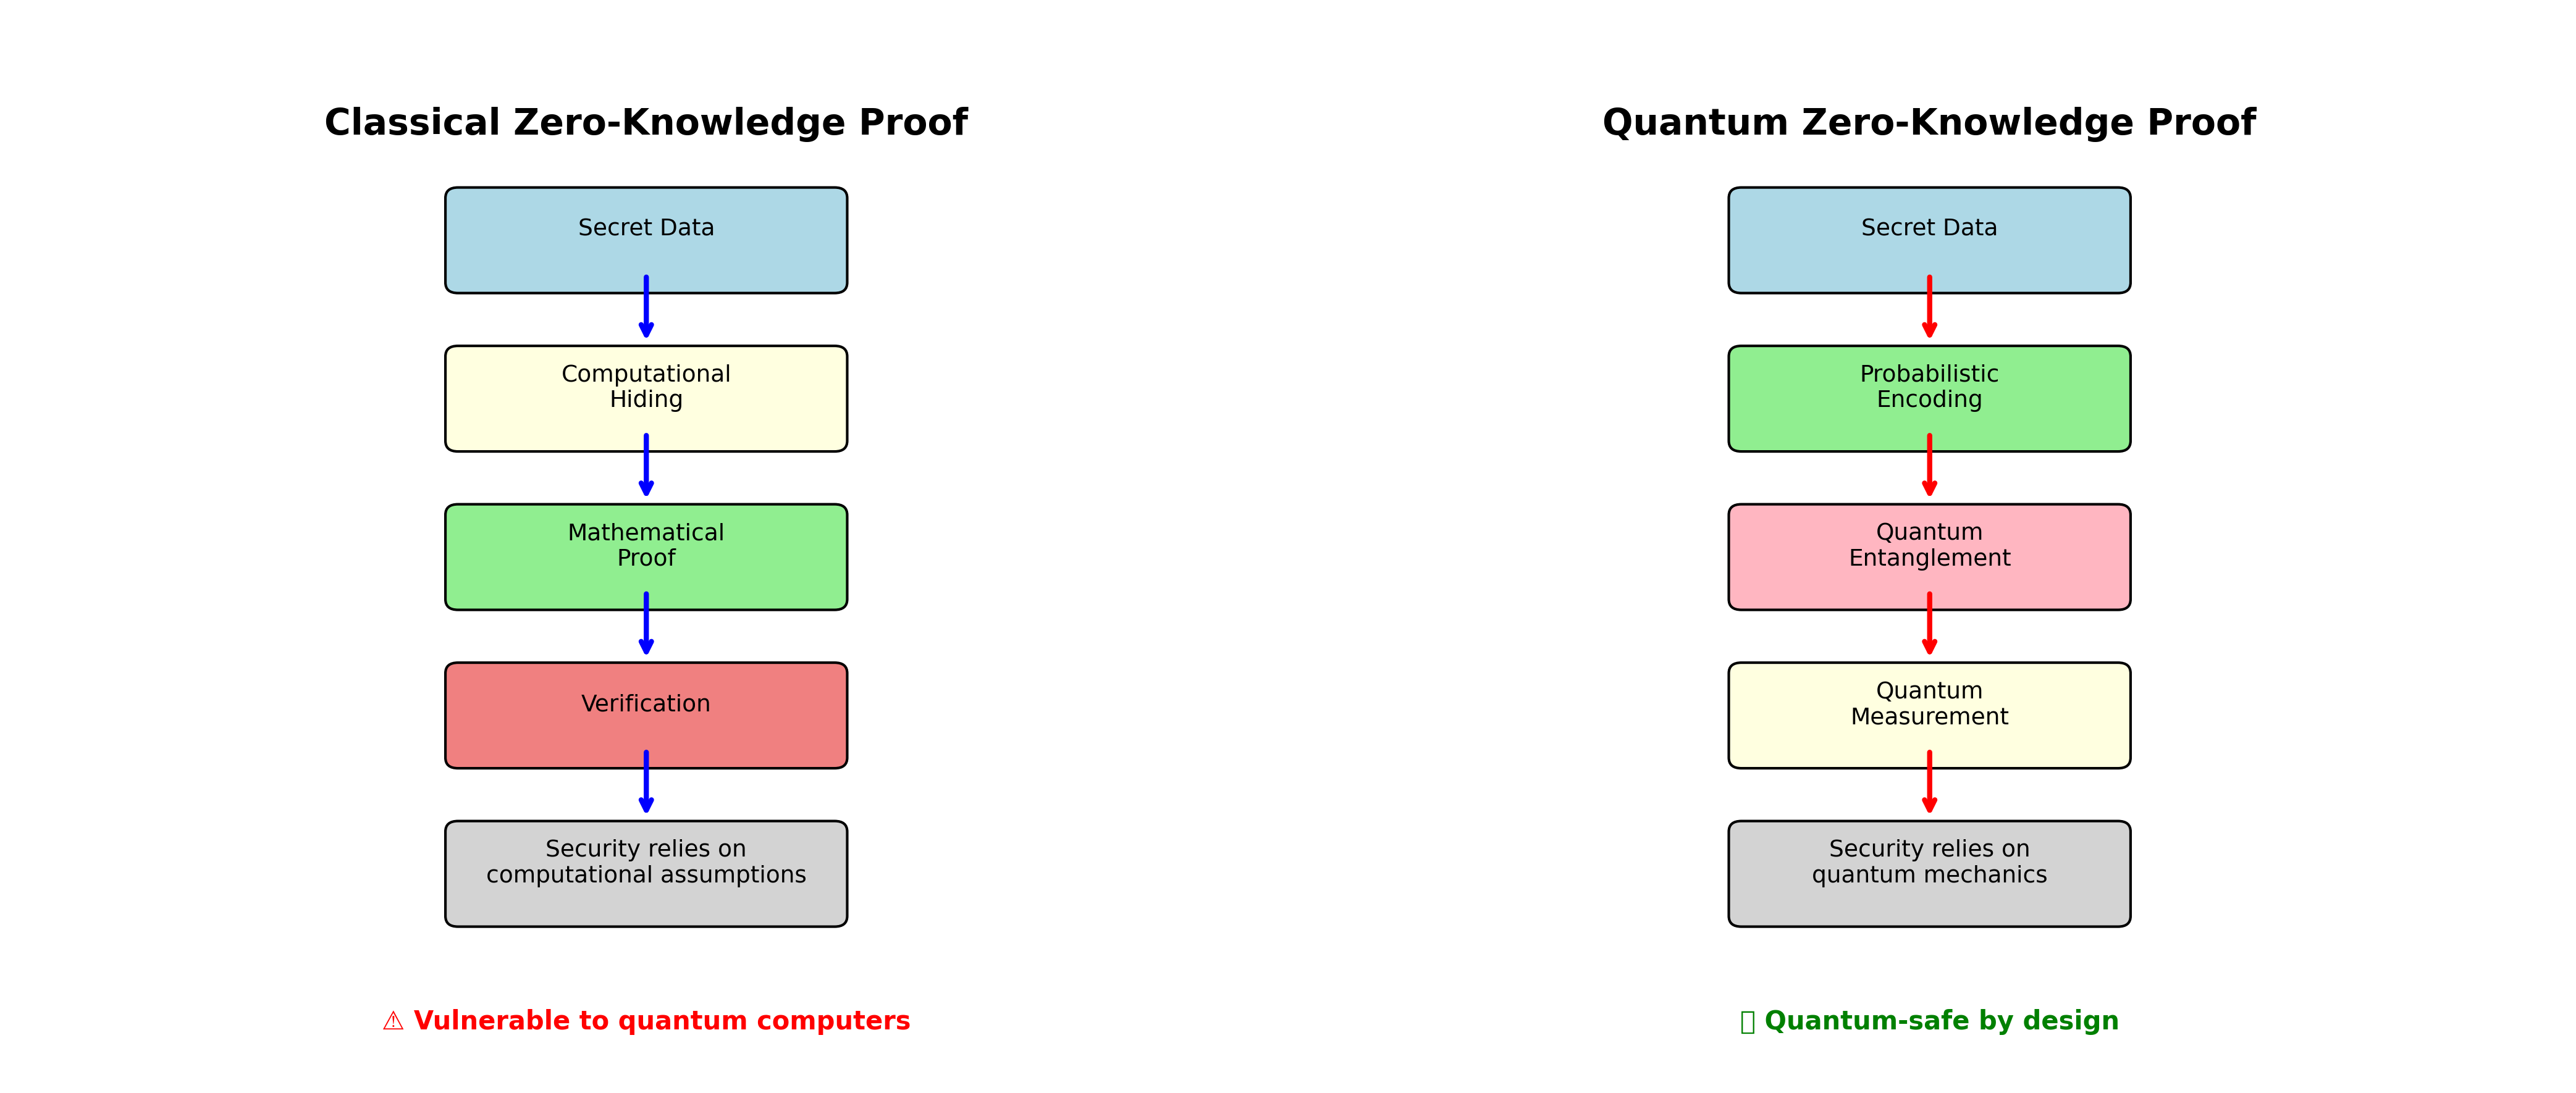 Classical Zero-Knowledge Proof
Secret Data
Computational
Hiding
Mathematical
Proof
Verification
Security relies on
computational assumptions
⚠ Vulnerable to quantum computers
Quantum Zero-Knowledge Proof
Secret Data
Probabilistic
Encoding
Quantum
Entanglement
Quantum
Measurement
Security relies on
quantum mechanics
Quantum-safe by design